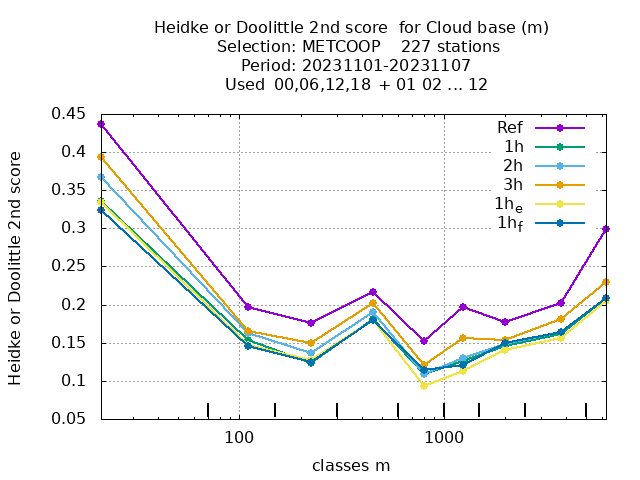 Heidke or Doolittle 2nd score  for Cloud base (m)
Selection: METCOOP    227 stations
Period: 20231101-20231107
Used  00,06,12,18 + 01 02 ... 12
Heidke or Doolittle 2nd score
0.45
0.4
0.35
0.3
0.25
0.2
0.15
0.1
0.05
Ref
1h
2h
3h
1he
1hf
100
1000
classes m